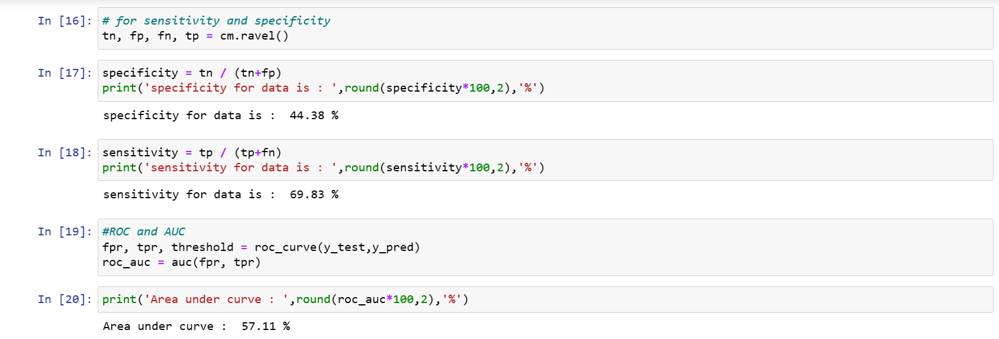 In [16]: # for sensitivity and specificity
tn, fp, fn, tp = cm.ravel()
In [17]: specificity = tn / (tn+fp)
print('specificity for data is : ',round(specificity*100,2),'%')
specificity for data is :  44.38 %
In [18]: sensitivity = tp / (tp+fn)
print('sensitivity for data is : ',round(sensitivity*100,2),'%')
sensitivity for data is :  69.83 %
In [19]: #ROC and AUC
fpr, tpr, threshold = roc_curve(y_test,y_pred)
roc_auc = auc(fpr, tpr)
In [20]: print('Area under curve : ',round(roc_auc*100,2),'%')
Area under curve :  57.11 %